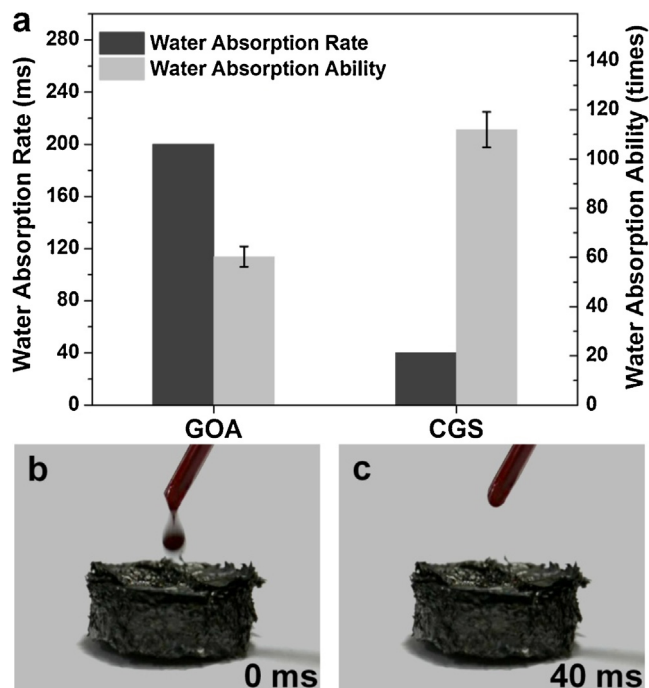 a
Water Absorption Rate
Water Absorption Ability
Water Absorption Rate (ms)
280
240
200
160
120
80
40
0
Water Absorption Ability (times)
140
120
100
80
60
40
20
0
GOA
CGS
b
0 ms
c
40 ms